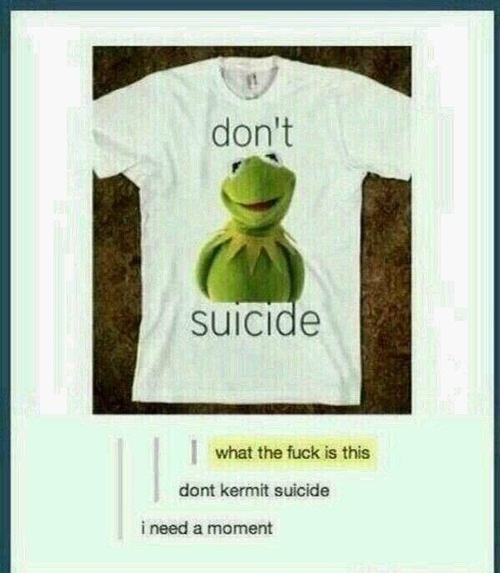 don't
suicide
what the fuck is this
dont kermit suicide
i need a moment